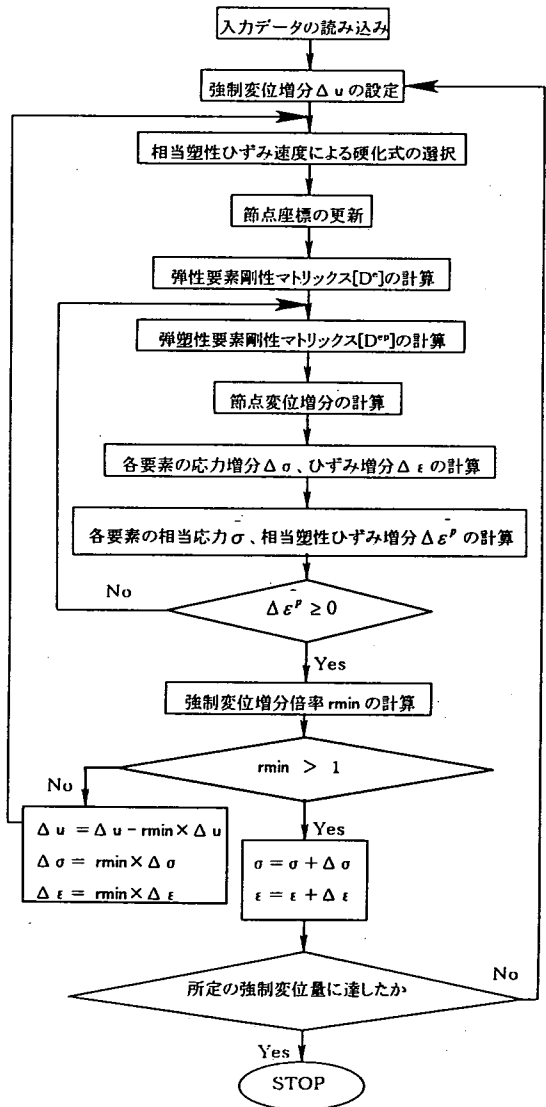 入力データの読み込み
強制変位増分Δuの設定
相当塑性ひずみ速度による硬化式の選択
節点座標の更新
弾性要素剛性マトリックス[Dᵉ]の計算
弾塑性要素剛性マトリックス[Dᵉᵖ]の計算
節点変位増分の計算
各要素の応力増分Δσ、ひずみ増分Δεの計算
各要素の相当応力σ̄、相当塑性ひずみ増分Δε̄ᵖの計算
No
Δε̄ᵖ ≥ 0
Yes
強制変位増分倍率 rmin の計算
rmin > 1
No
Δu = Δu - rmin × Δu
Δσ = rmin × Δσ
Δε = rmin × Δε
Yes
σ = σ + Δσ
ε = ε + Δε
No
所定の強制変位量に達したか
Yes
STOP